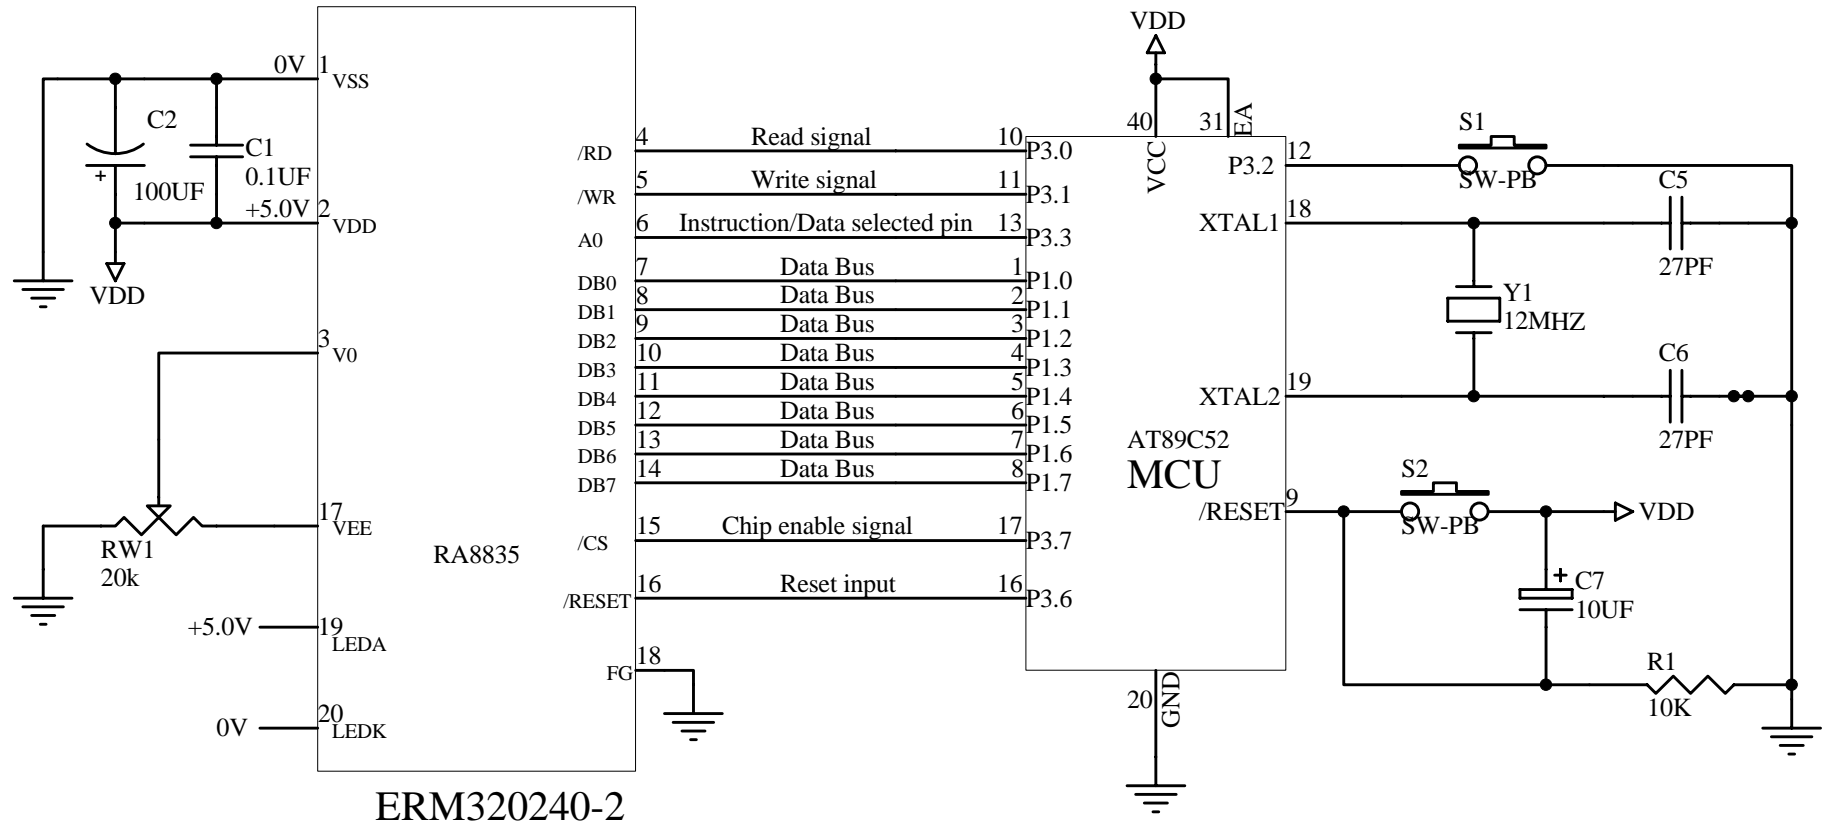 0V 1 VSS
C2
100UF
+
C1
0.1UF
+5.0V 2 VDD
VDD
3 V0
17 VEE
RW1
20k
+5.0V 19 LEDA
0V 20 LEDK
RA8835
ERM320240-2
/RD 4 Read signal 10 P3.0
/WR 5 Write signal 11 P3.1
A0 6 Instruction/Data selected pin 13 P3.3
DB0 7 Data Bus 1 P1.0
DB1 8 Data Bus 2 P1.1
DB2 9 Data Bus 3 P1.2
DB3 10 Data Bus 4 P1.3
DB4 11 Data Bus 5 P1.4
DB5 12 Data Bus 6 P1.5
DB6 13 Data Bus 7 P1.6
DB7 14 Data Bus 8 P1.7
/CS 15 Chip enable signal 17 P3.7
/RESET 16 Reset input 16 P3.6
FG 18
VDD
40 VCC
31 EA
AT89C52
MCU
20 GND
P3.2 12
S1
SW-PB
XTAL1 18
C5
27PF
Y1
12MHZ
XTAL2 19
C6
27PF
/RESET 9
S2
SW-PB
VDD
+
C7
10UF
R1
10K